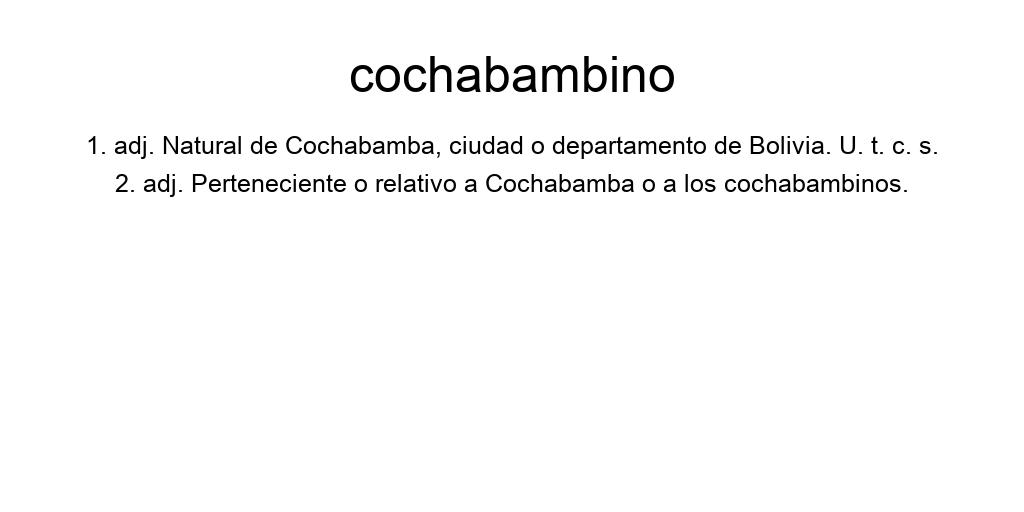 cochabambino
1. adj. Natural de Cochabamba, ciudad o departamento de Bolivia. U. t. c. s.
2. adj. Perteneciente o relativo a Cochabamba o a los cochabambinos.